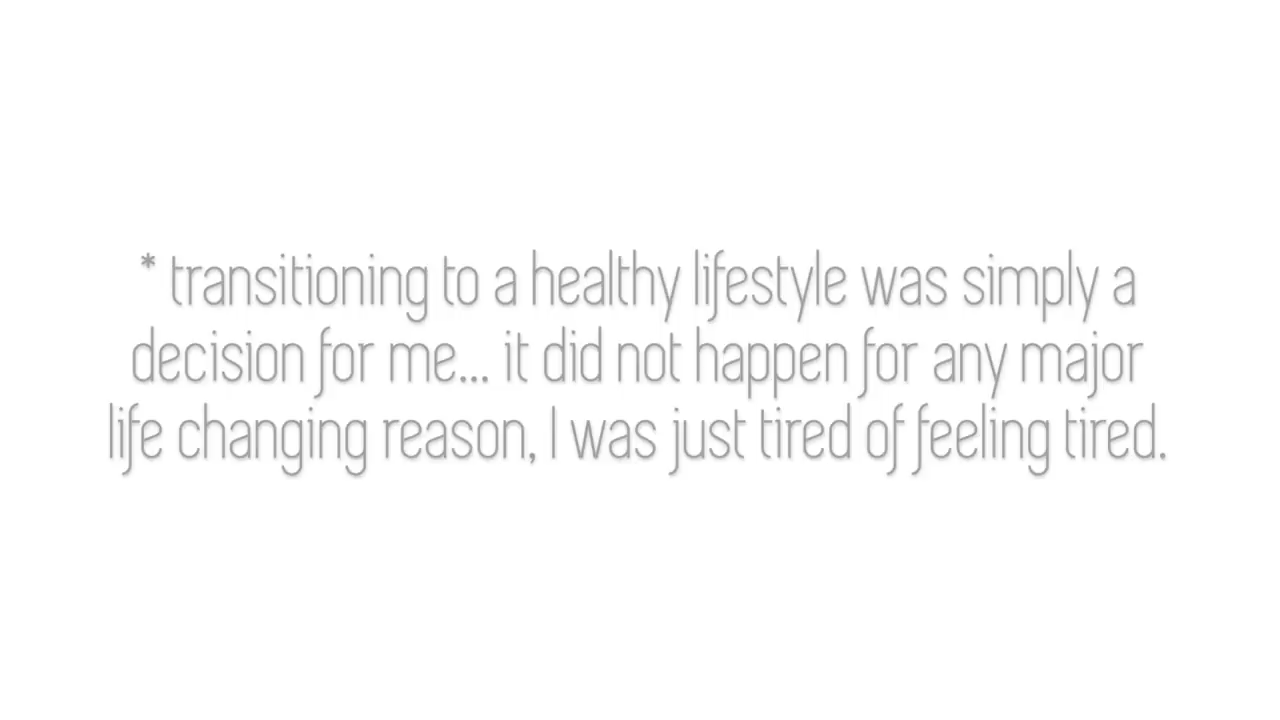 * transitioning to a healthy lifestyle was simply a
decision for me... it did not happen for any major
life changing reason, I was just tired of feeling tired.